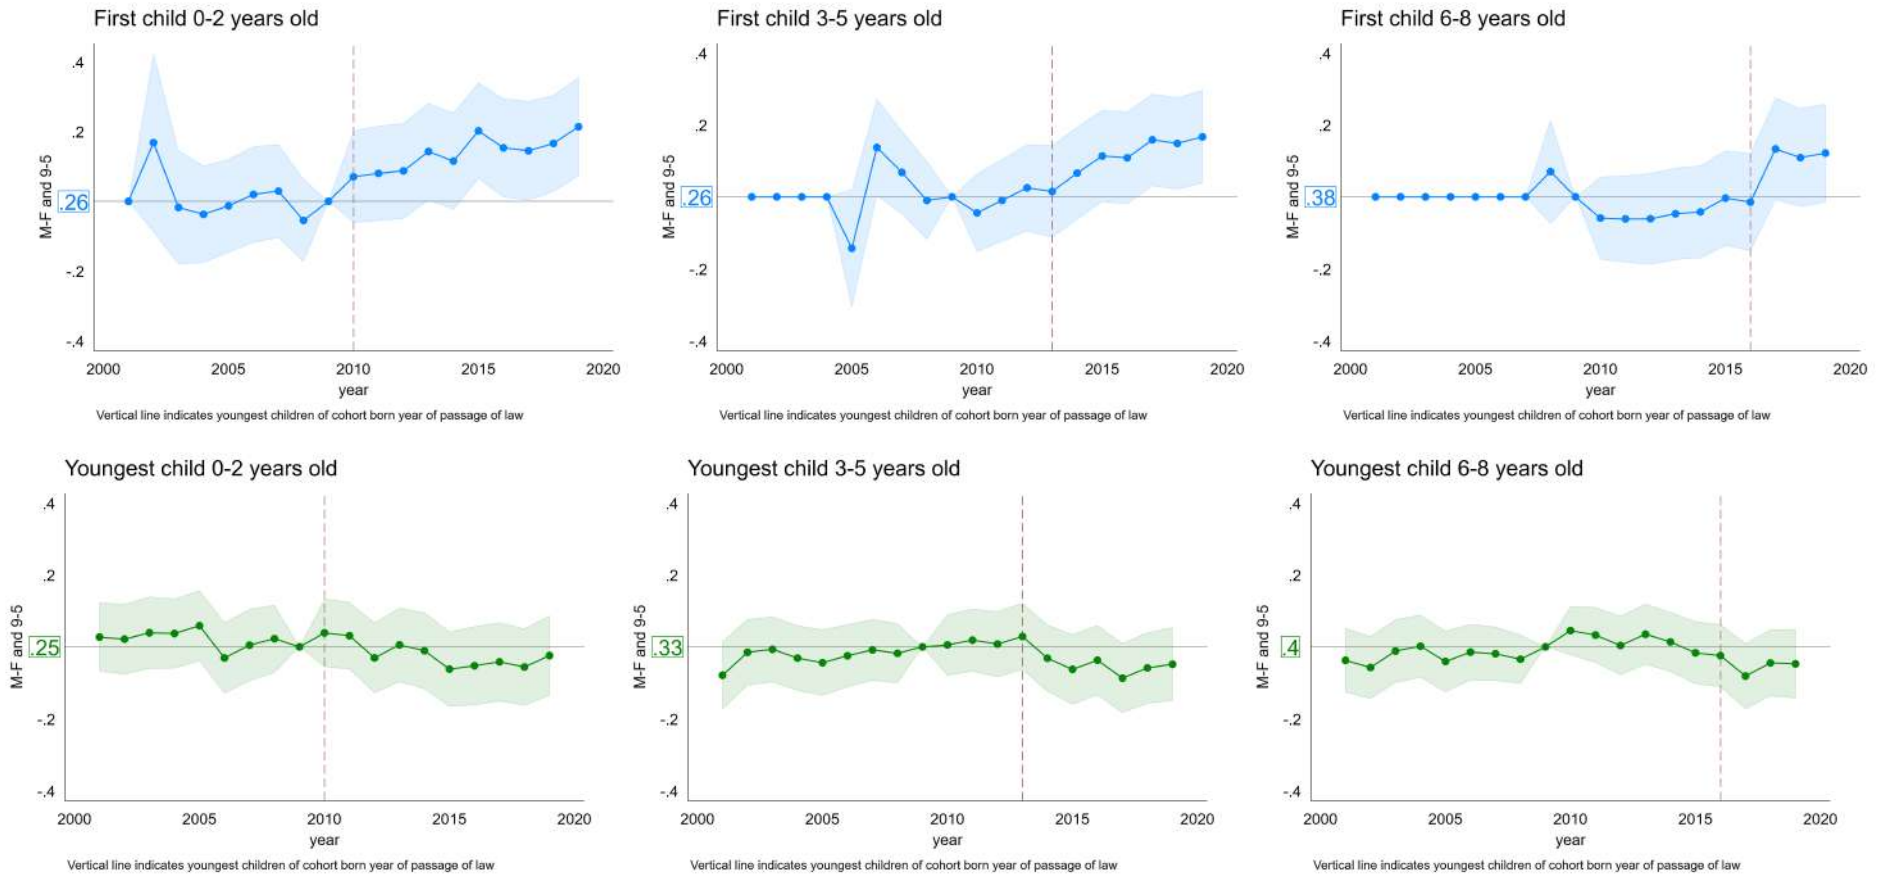 First child 0-2 years old
.4
.2
.26
-.2
-.4
M-F and 9-5
2000 2005 2010 2015 2020
year
Vertical line indicates youngest children of cohort born year of passage of law
First child 3-5 years old
.4
.2
.26
-.2
-.4
M-F and 9-5
2000 2005 2010 2015 2020
year
Vertical line indicates youngest children of cohort born year of passage of law
First child 6-8 years old
.4
.2
.38
-.2
-.4
M-F and 9-5
2000 2005 2010 2015 2020
year
Vertical line indicates youngest children of cohort born year of passage of law
Youngest child 0-2 years old
.4
.2
.25
-.2
-.4
M-F and 9-5
2000 2005 2010 2015 2020
year
Vertical line indicates youngest children of cohort born year of passage of law
Youngest child 3-5 years old
.4
.2
.33
-.2
-.4
M-F and 9-5
2000 2005 2010 2015 2020
year
Vertical line indicates youngest children of cohort born year of passage of law
Youngest child 6-8 years old
.4
.2
.4
-.2
-.4
M-F and 9-5
2000 2005 2010 2015 2020
year
Vertical line indicates youngest children of cohort born year of passage of law